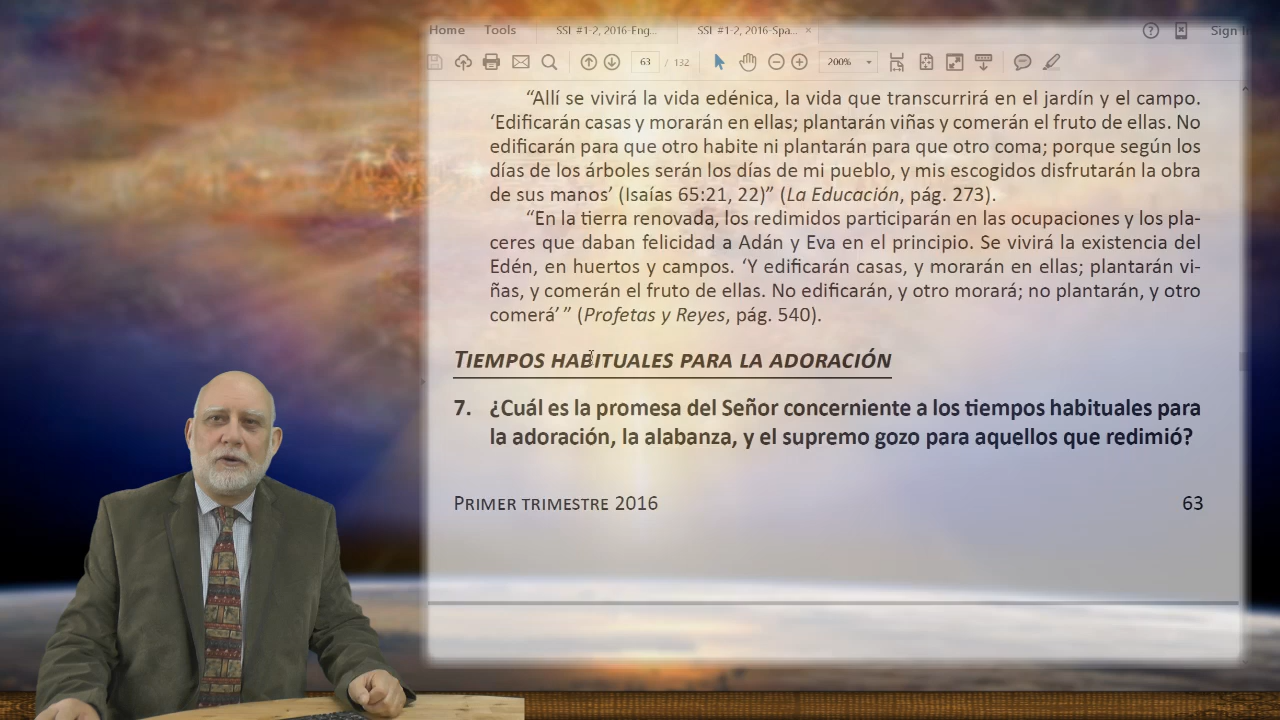 Home Tools SSL #1-2, 2016-Eng... SSL #1-2, 2016-Spa... ×
Sign In
63 / 132 200%
“Allí se vivirá la vida edénica, la vida que transcurrirá en el jardín y el campo.
‘Edificarán casas y morarán en ellas; plantarán viñas y comerán el fruto de ellas. No
edificarán para que otro habite ni plantarán para que otro coma; porque según los
días de los árboles serán los días de mi pueblo, y mis escogidos disfrutarán la obra
de sus manos’ (Isaías 65:21, 22)” (La Educación, pág. 273).
“En la tierra renovada, los redimidos participarán en las ocupaciones y los pla-
ceres que daban felicidad a Adán y Eva en el principio. Se vivirá la existencia del
Edén, en huertos y campos. ‘Y edificarán casas, y morarán en ellas; plantarán vi-
ñas, y comerán el fruto de ellas. No edificarán, y otro morará; no plantarán, y otro
comerá’ ” (Profetas y Reyes, pág. 540).
TIEMPOS HABITUALES PARA LA ADORACIÓN
7. ¿Cuál es la promesa del Señor concerniente a los tiempos habituales para
la adoración, la alabanza, y el supremo gozo para aquellos que redimió?
PRIMER TRIMESTRE 2016 63